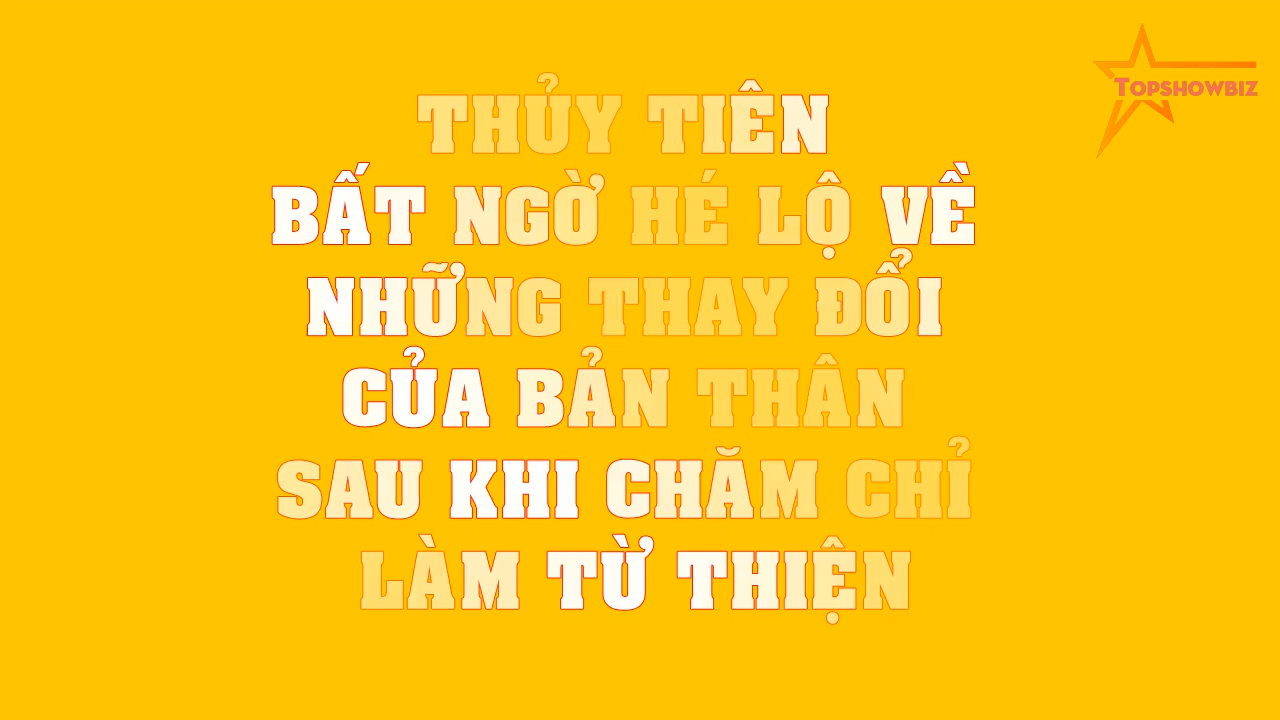 TOPSHOWBIZ
THỦY TIÊN
BẤT NGỜ HÉ LỘ VỀ
NHỮNG THAY ĐỔI
CỦA BẢN THÂN
SAU KHI CHĂM CHỈ
LÀM TỪ THIỆN